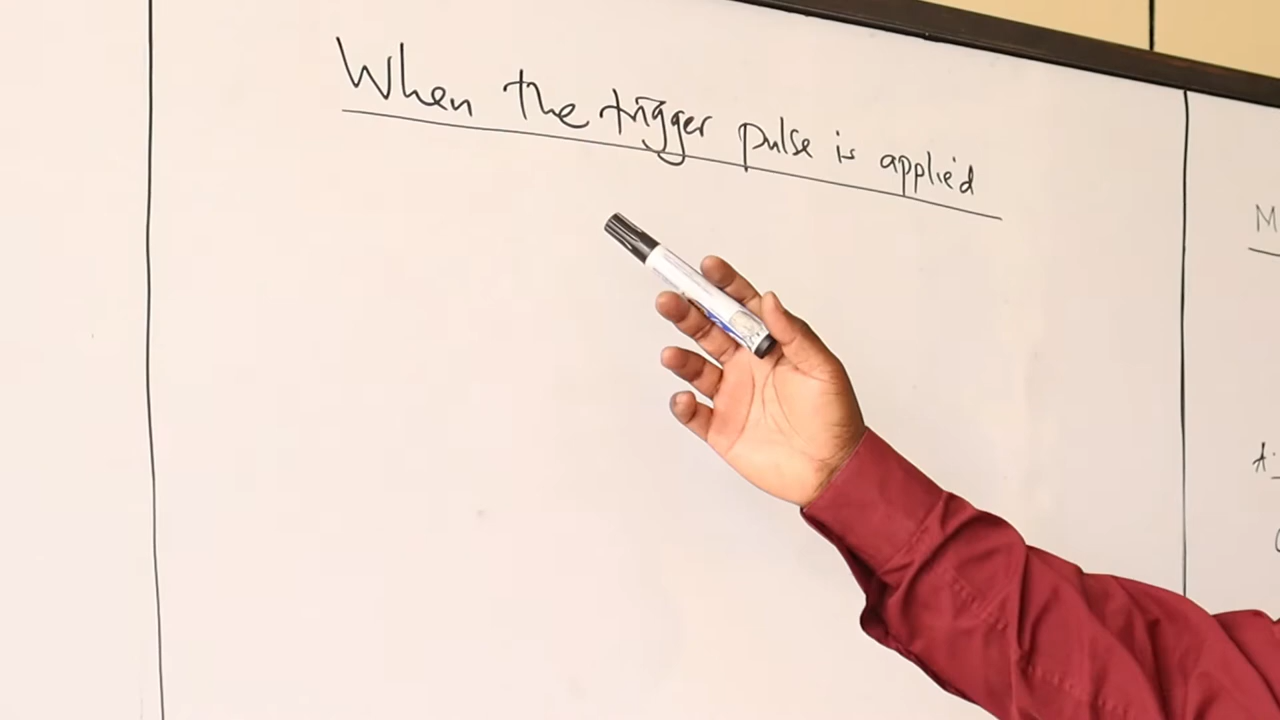 When the trigger pulse is applied
M
A.